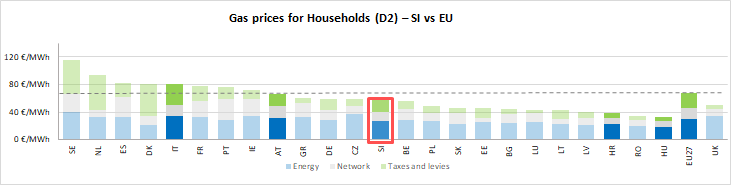 Gas prices for Households (D2) – SI vs EU
120 €/MWh
80 €/MWh
40 €/MWh
0 €/MWh
SE NL ES DK IT FR PT IE AT GR DE CZ SI BE PL SK EE BG LU LT LV HR RO HU EU27 UK
Energy Network Taxes and levies